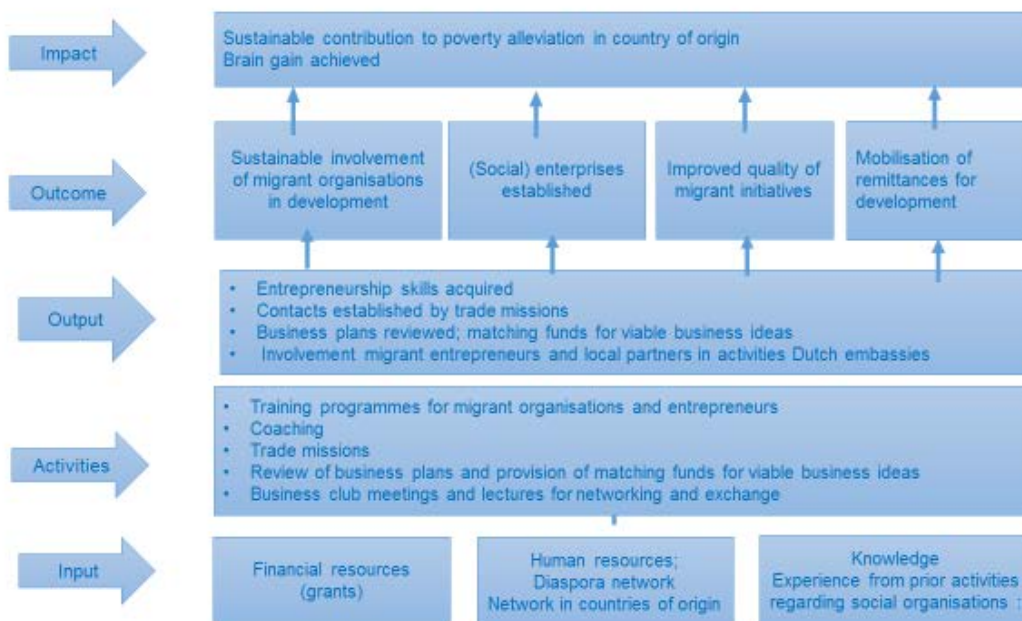 Impact
Sustainable contribution to poverty alleviation in country of origin
Brain gain achieved
Outcome
Sustainable involvement
of migrant organisations
in development
(Social) enterprises
established
Improved quality of
migrant initiatives
Mobilisation of
remittances for
development
Output
• Entrepreneurship skills acquired
• Contacts established by trade missions
• Business plans reviewed; matching funds for viable business ideas
• Involvement migrant entrepreneurs and local partners in activities Dutch embassies
Activities
• Training programmes for migrant organisations and entrepreneurs
• Coaching
• Trade missions
• Review of business plans and provision of matching funds for viable business ideas
• Business club meetings and lectures for networking and exchange
Input
Financial resources
(grants)
Human resources;
Diaspora network
Network in countries of origin
Knowledge
Experience from prior activities
regarding social organisations :